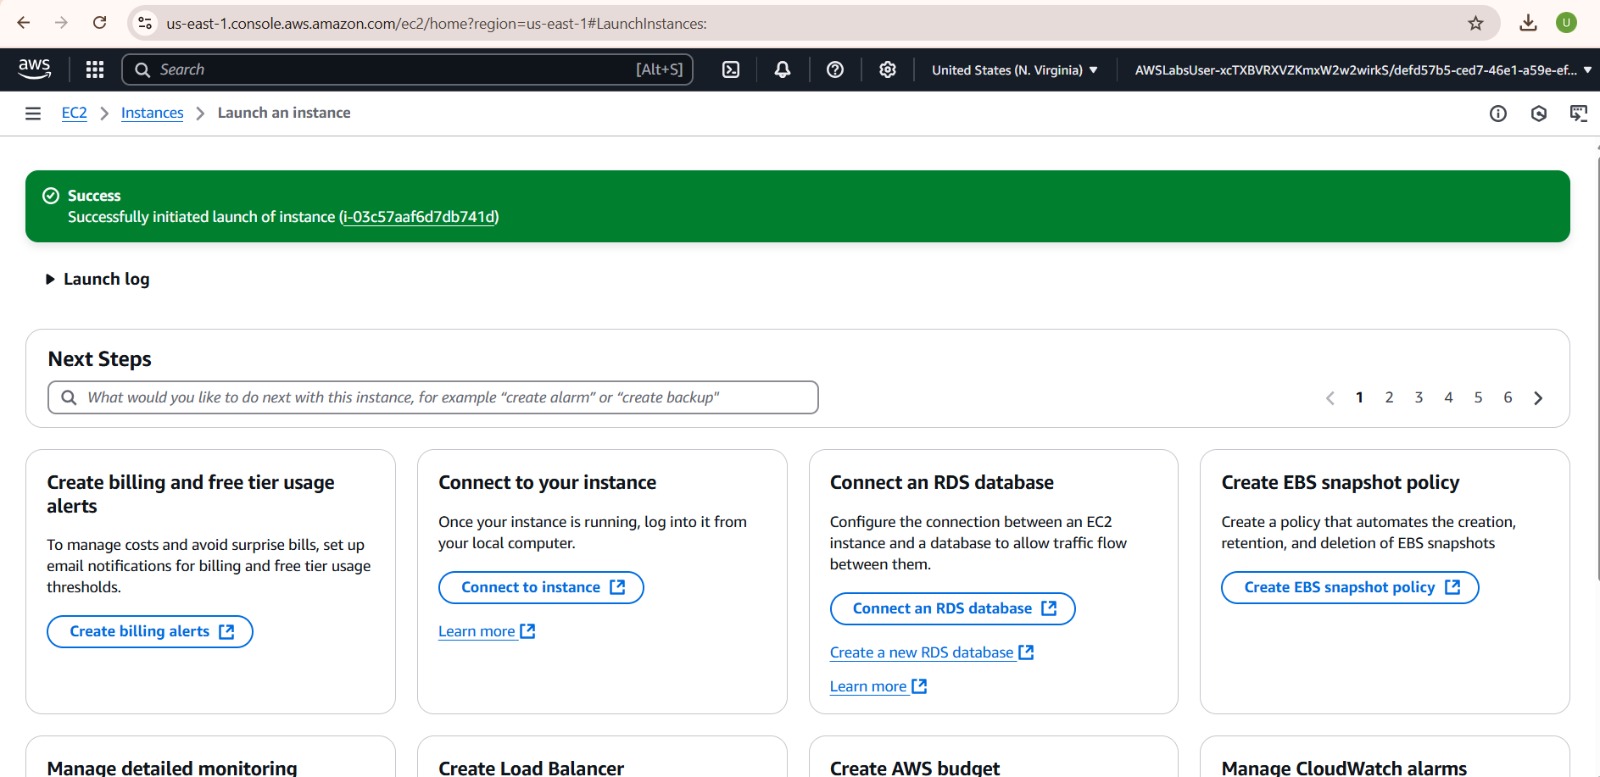 us-east-1.console.aws.amazon.com/ec2/home?region=us-east-1#LaunchInstances:
U
aws
Search
[Alt+S]
United States (N. Virginia)
AWSLabsUser-xcTXBVRXVZKmxW2w2wirkS/defd57b5-ced7-46e1-a59e-ef...
EC2 > Instances > Launch an instance
Success
Successfully initiated launch of instance (i-03c57aaf6d7db741d)
Launch log
Next Steps
What would you like to do next with this instance, for example “create alarm” or “create backup"
1 2 3 4 5 6
Create billing and free tier usage
alerts
To manage costs and avoid surprise bills, set up
email notifications for billing and free tier usage
thresholds.
Create billing alerts
Connect to your instance
Once your instance is running, log into it from
your local computer.
Connect to instance
Learn more
Connect an RDS database
Configure the connection between an EC2
instance and a database to allow traffic flow
between them.
Connect an RDS database
Create a new RDS database
Learn more
Create EBS snapshot policy
Create a policy that automates the creation,
retention, and deletion of EBS snapshots
Create EBS snapshot policy
Manage detailed monitoring
Create Load Balancer
Create AWS budget
Manage CloudWatch alarms